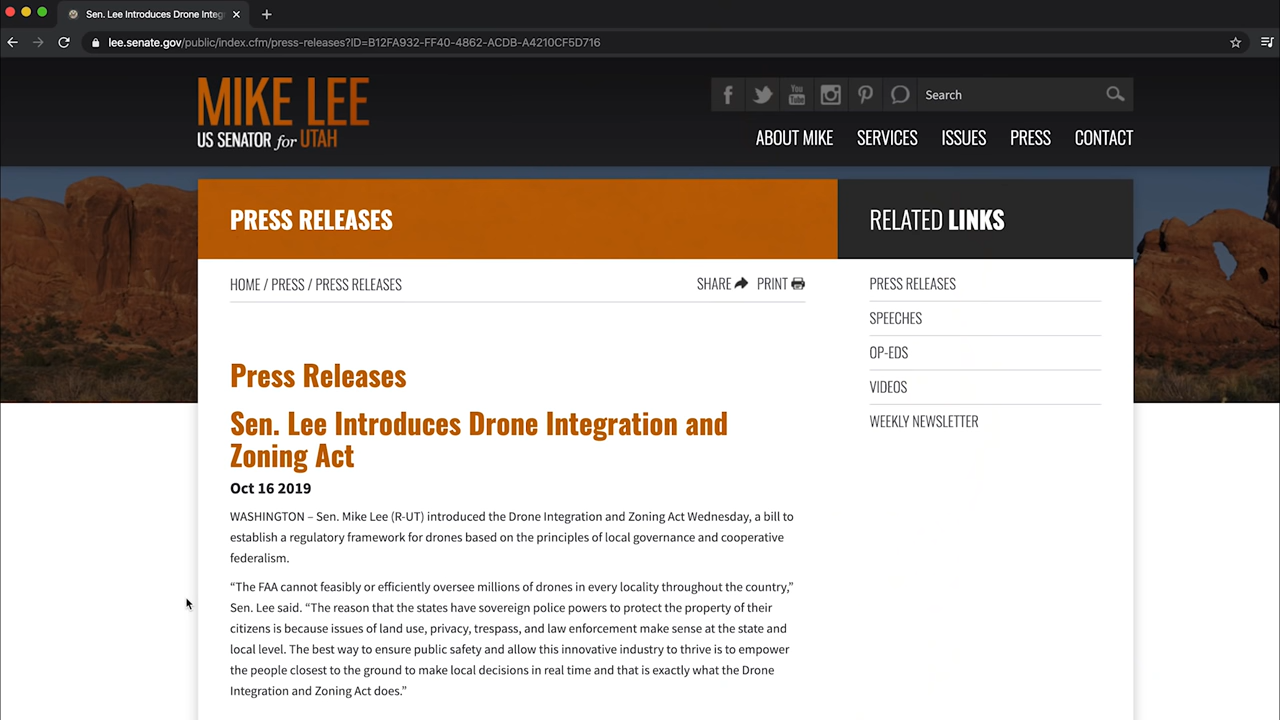 Sen. Lee Introduces Drone Integ
lee.senate.gov/public/index.cfm/press-releases?ID=B12FA932-FF40-4862-ACDB-A4210CF5D716
MIKE LEE
US SENATOR for UTAH
You Tube
Search
ABOUT MIKE SERVICES ISSUES PRESS CONTACT
PRESS RELEASES
RELATED LINKS
HOME / PRESS / PRESS RELEASES
SHARE PRINT
PRESS RELEASES
SPEECHES
OP-EDS
VIDEOS
WEEKLY NEWSLETTER
Press Releases
Sen. Lee Introduces Drone Integration and
Zoning Act
Oct 16 2019
WASHINGTON – Sen. Mike Lee (R-UT) introduced the Drone Integration and Zoning Act Wednesday, a bill to
establish a regulatory framework for drones based on the principles of local governance and cooperative
federalism.
“The FAA cannot feasibly or efficiently oversee millions of drones in every locality throughout the country,”
Sen. Lee said. “The reason that the states have sovereign police powers to protect the property of their
citizens is because issues of land use, privacy, trespass, and law enforcement make sense at the state and
local level. The best way to ensure public safety and allow this innovative industry to thrive is to empower
the people closest to the ground to make local decisions in real time and that is exactly what the Drone
Integration and Zoning Act does.”